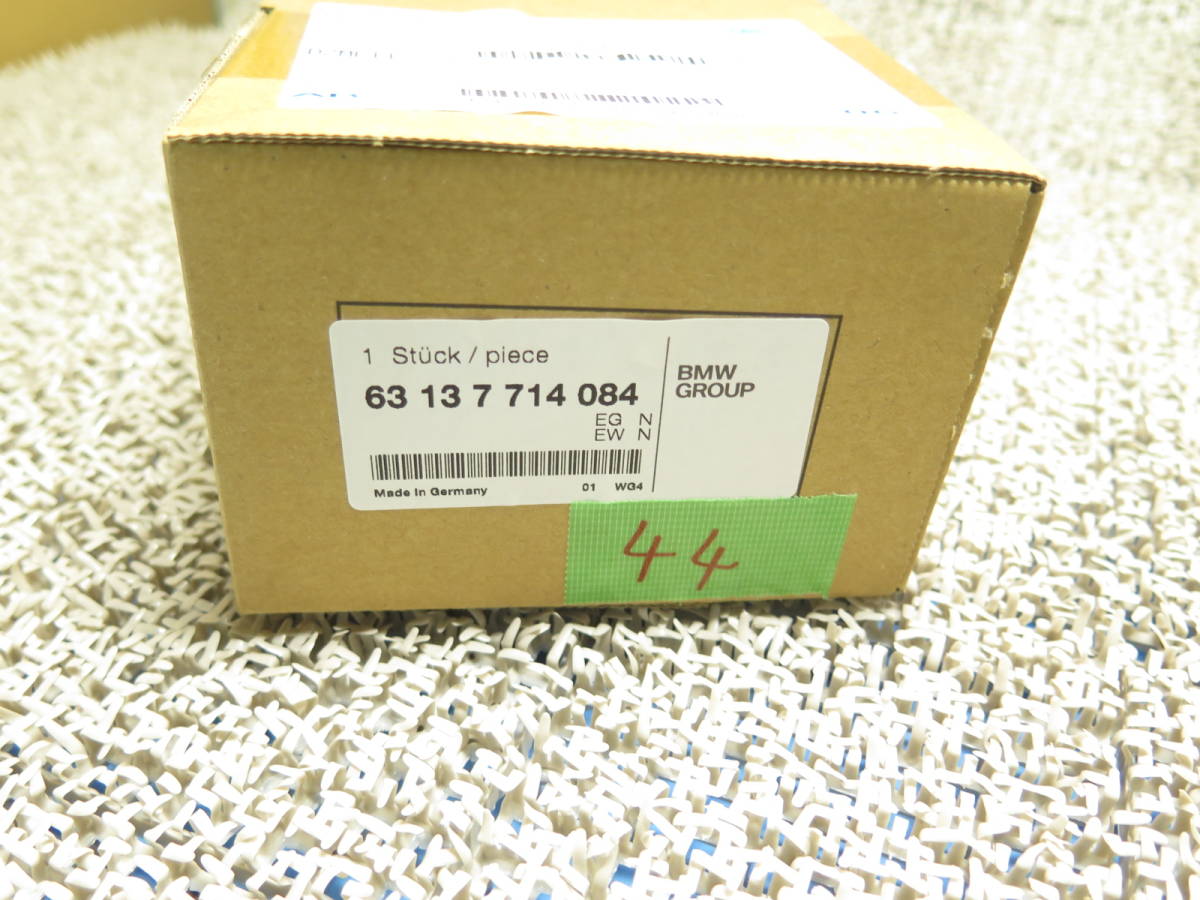 1 Stück / piece
63 13 7 714 084
EG N
EW N
Made in Germany 01 WG4
BMW
GROUP
44